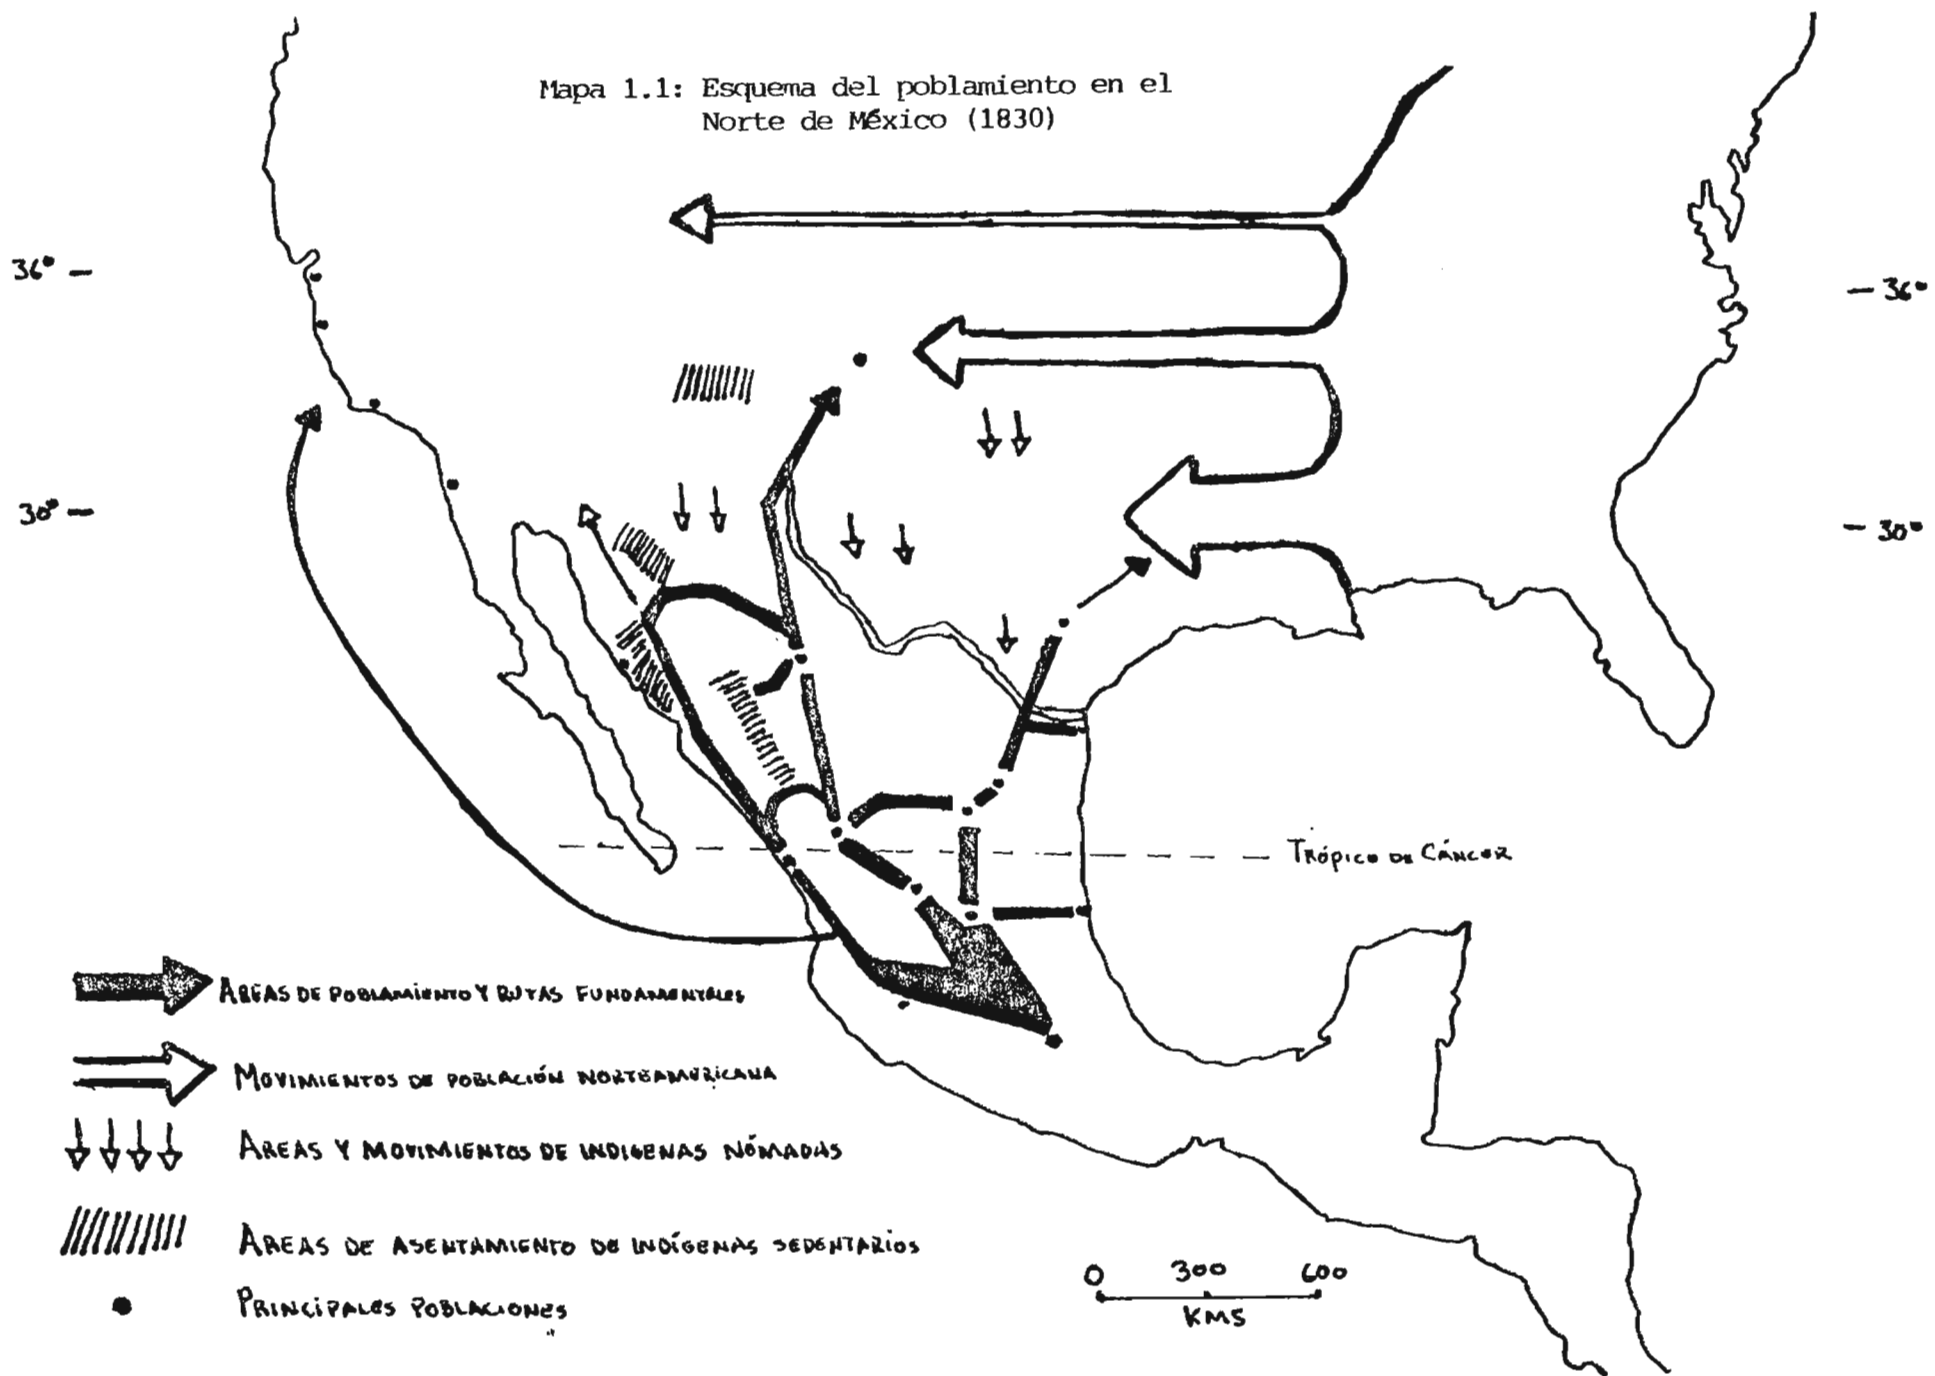 Mapa 1.1: Esquema del poblamiento en el
Norte de México (1830)
36° —
— 36°
30° —
— 30°
TRÓPICO DE CÁNCER
AREAS DE POBLAMIENTO Y RUTAS FUNDAMENTALES
MOVIMIENTOS DE POBLACIÓN NORTEAMERICANA
AREAS Y MOVIMIENTOS DE INDIGENAS NÓMADAS
AREAS DE ASENTAMIENTO DE INDÍGENAS SEDENTARIOS
PRINCIPALES POBLACIONES
0 300 600
KMS